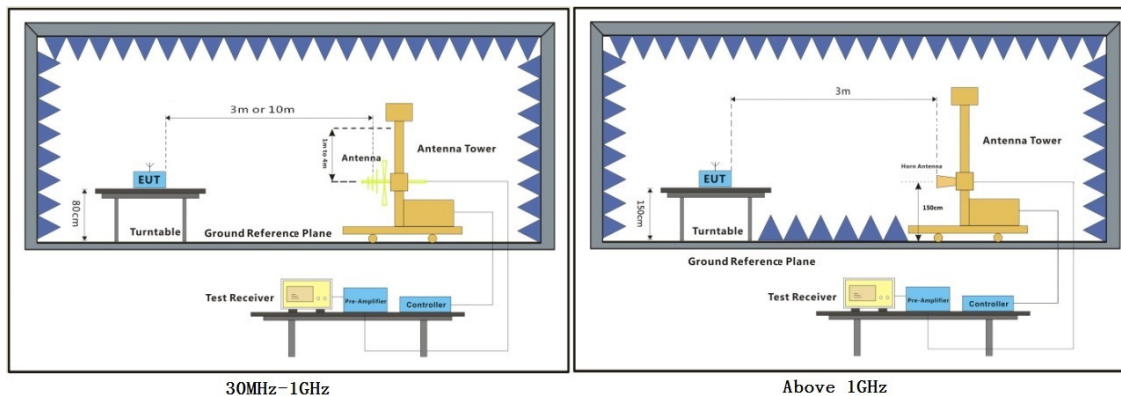 3m or 10m
1m to 4m
Antenna
Antenna Tower
EUT
80cm
Turntable
Ground Reference Plane
Test Receiver
Pre-Amplifier
Controller
30MHz-1GHz
3m
Horn Antenna
Antenna Tower
EUT
150cm
150cm
Turntable
Ground Reference Plane
Test Receiver
Pre-Amplifier
Controller
Above 1GHz